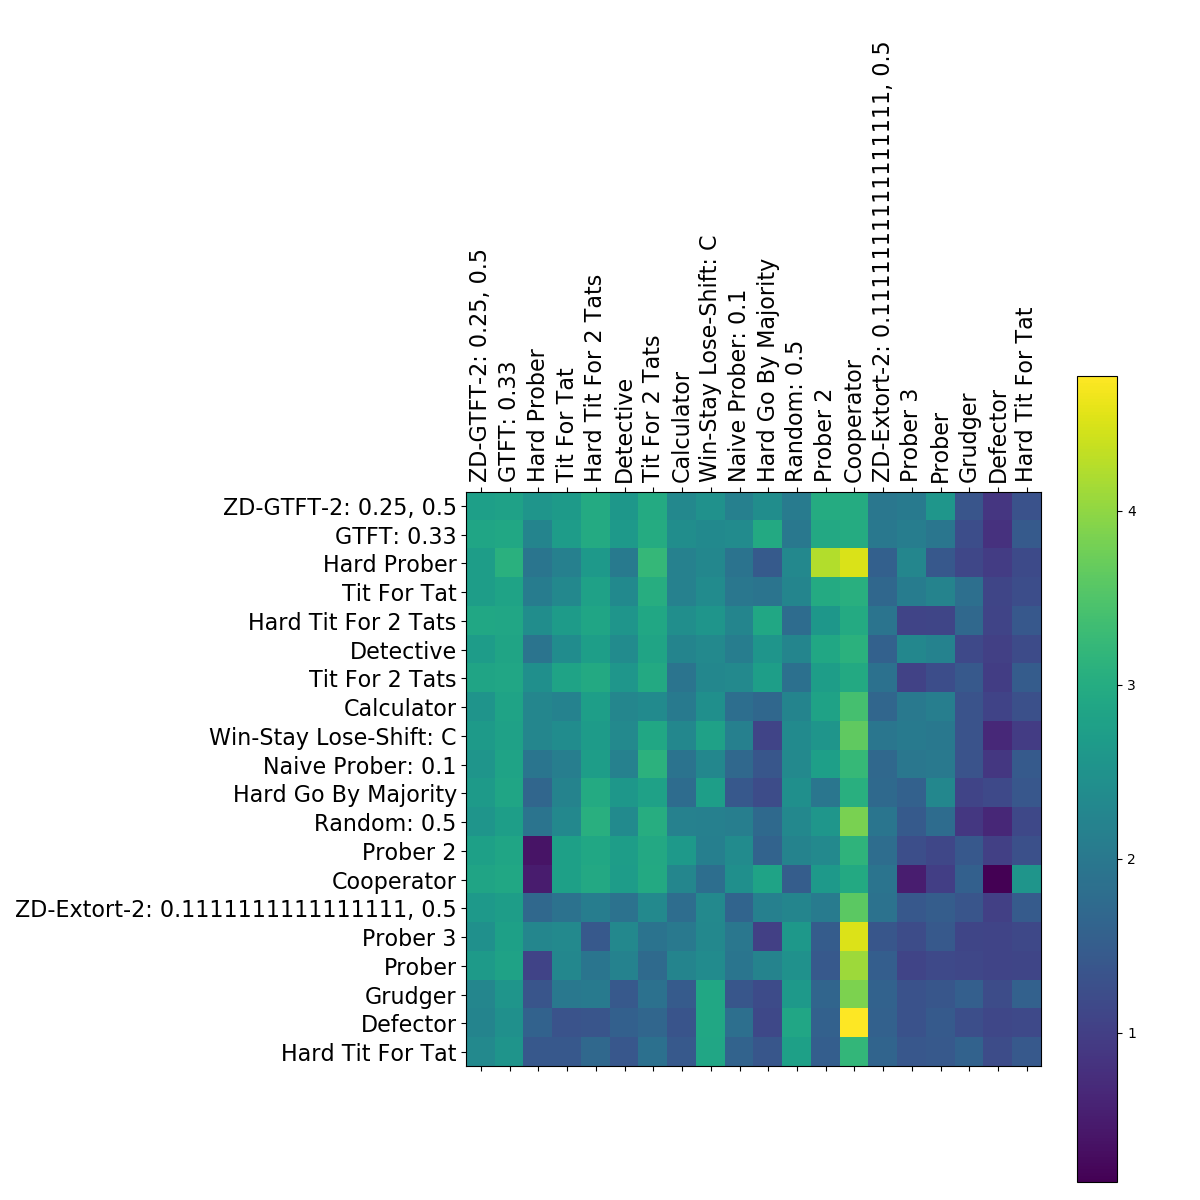 ZD-GTFT-2: 0.25, 0.5
GTFT: 0.33
Hard Prober
Tit For Tat
Hard Tit For 2 Tats
Detective
Tit For 2 Tats
Calculator
Win-Stay Lose-Shift: C
Naive Prober: 0.1
Hard Go By Majority
Random: 0.5
Prober 2
Cooperator
ZD-Extort-2: 0.1111111111111111, 0.5
Prober 3
Prober
Grudger
Defector
Hard Tit For Tat
ZD-GTFT-2: 0.25, 0.5
GTFT: 0.33
Hard Prober
Tit For Tat
Hard Tit For 2 Tats
Detective
Tit For 2 Tats
Calculator
Win-Stay Lose-Shift: C
Naive Prober: 0.1
Hard Go By Majority
Random: 0.5
Prober 2
Cooperator
ZD-Extort-2: 0.1111111111111111, 0.5
Prober 3
Prober
Grudger
Defector
Hard Tit For Tat
4
3
2
1